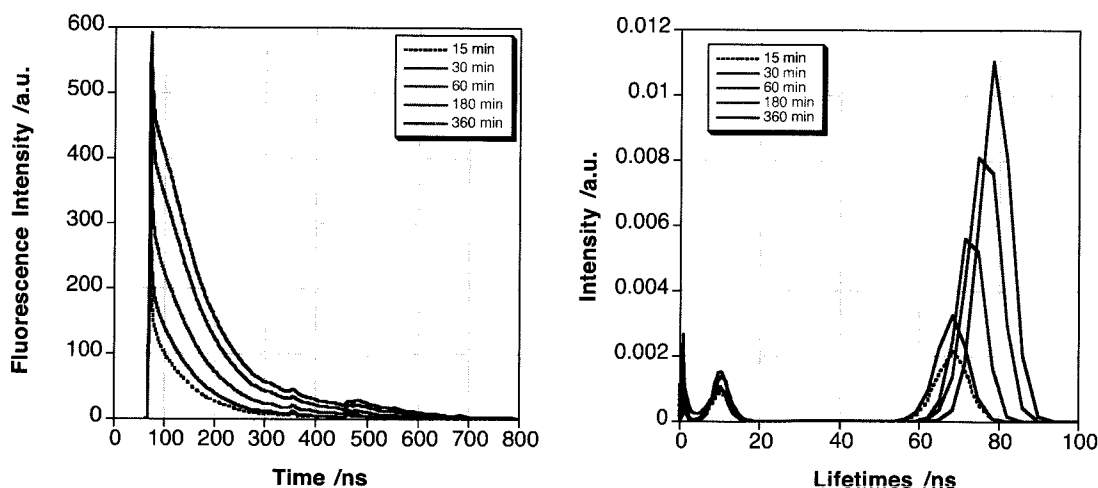 600
500
400
300
200
100
0
0 100 200 300 400 500 600 700 800
Fluorescence Intensity /a.u.
Time /ns
15 min
30 min
60 min
180 min
360 min
0.012
0.01
0.008
0.006
0.004
0.002
0
0 20 40 60 80 100
Intensity /a.u.
Lifetimes /ns
15 min
30 min
60 min
180 min
360 min